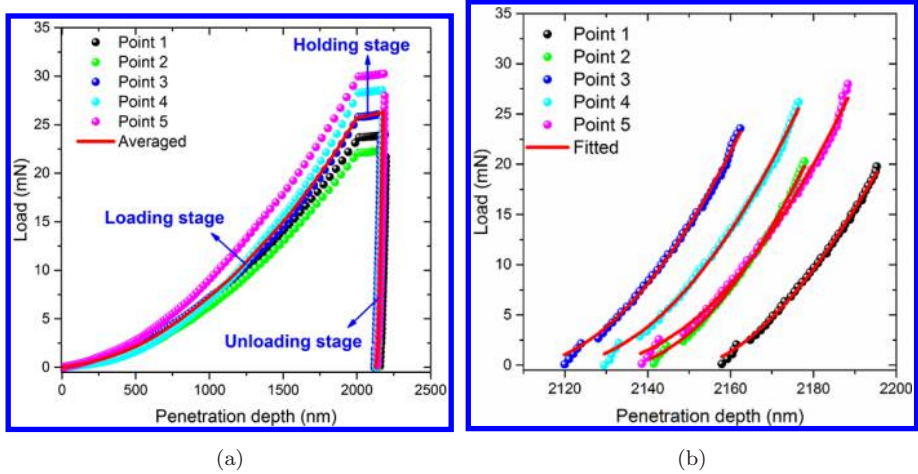 35
30
25
20
15
10
5
0
Load (mN)
Point 1
Point 2
Point 3
Point 4
Point 5
Averaged
Holding stage
Loading stage
Unloading stage
0 500 1000 1500 2000 2500
Penetration depth (nm)
(a)
35
30
25
20
15
10
5
0
Load (mN)
Point 1
Point 2
Point 3
Point 4
Point 5
Fitted
2120 2140 2160 2180 2200
Penetration depth (nm)
(b)